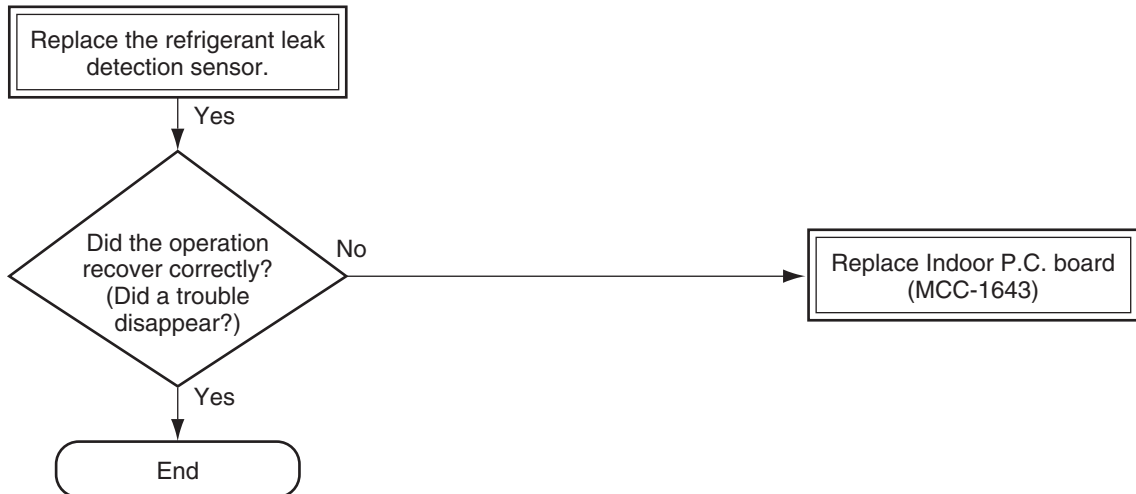 Replace the refrigerant leak
detection sensor.
Yes
Did the operation
recover correctly?
(Did a trouble
disappear?)
No
Replace Indoor P.C. board
(MCC-1643)
Yes
End